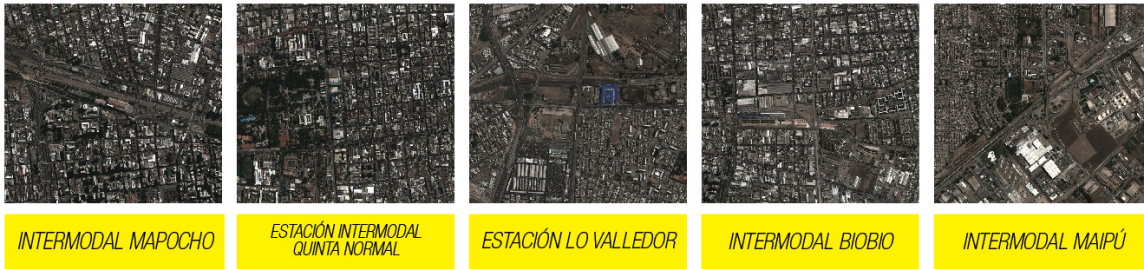 INTERMODAL MAPOCHO
ESTACIÓN INTERMODAL
QUINTA NORMAL
ESTACIÓN LO VALLEDOR
INTERMODAL BIOBIO
INTERMODAL MAIPÚ